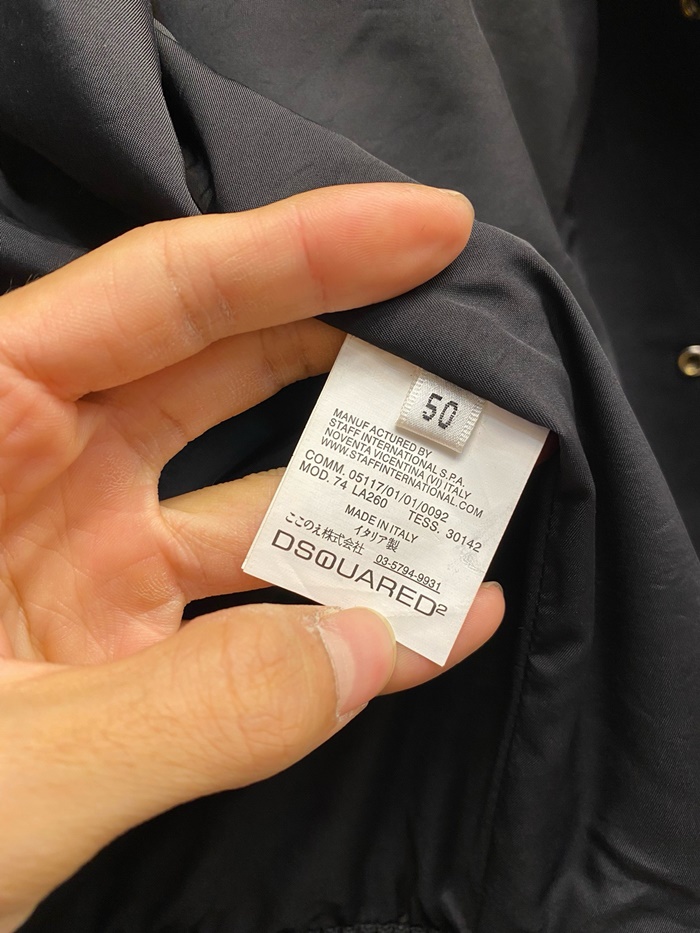 50
MANUFACTURED BY
STAFF INTERNATIONAL S.P.A.
NOVENTA VICENTINA (VI) ITALY
WWW.STAFFINTERNATIONAL.COM
COMM. 05117/01/01/0092
MOD. 74 LA260 TESS. 30142
MADE IN ITALY
イタリア製
ここのえ株式会社 03-5794-9931
DSQUARED2